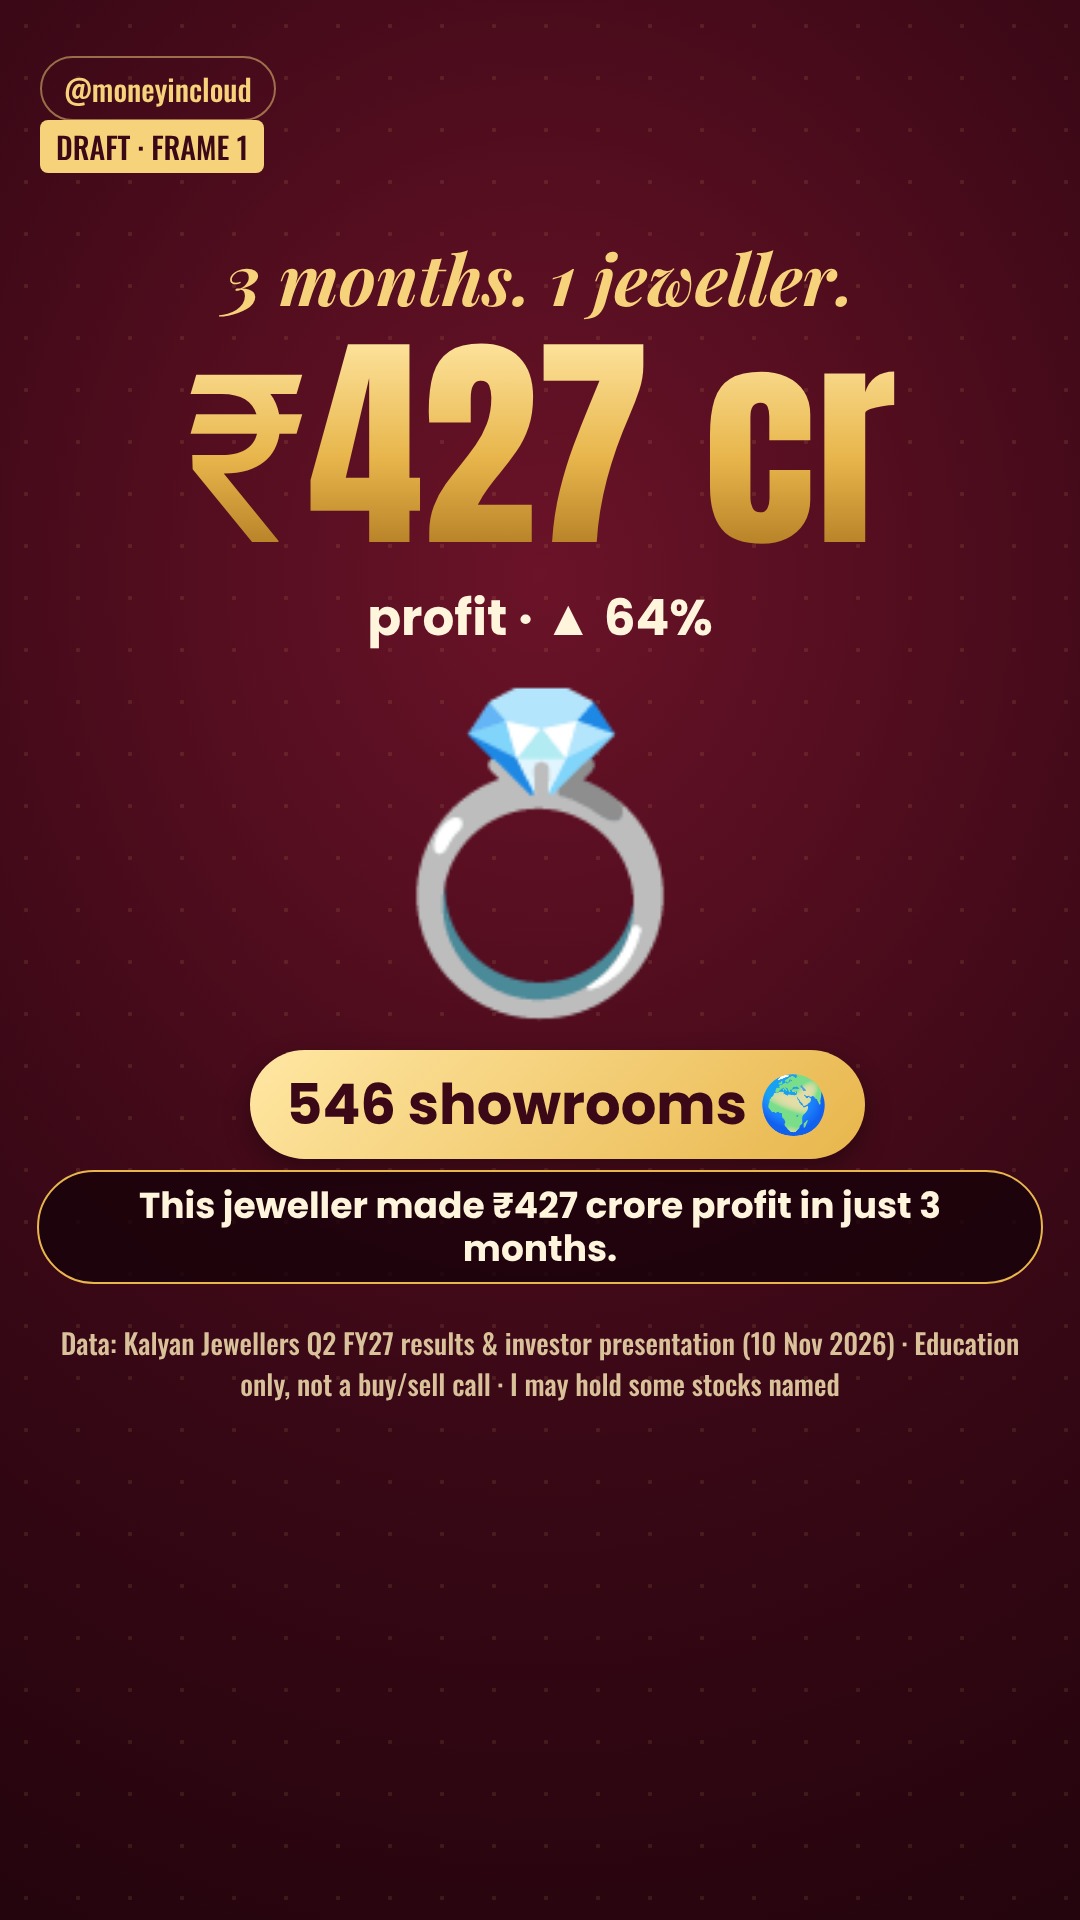 @moneyincloud
DRAFT · FRAME 1
3 months. 1 jeweller.
₹427 cr
profit · ▲ 64%
546 showrooms 🌍
This jeweller made ₹427 crore profit in just 3
months.
Data: Kalyan Jewellers Q2 FY27 results & investor presentation (10 Nov 2026) · Education
only, not a buy/sell call · I may hold some stocks named